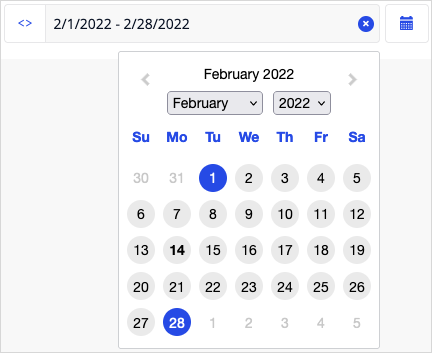 <> 2/1/2022 - 2/28/2022
February 2022
February 2022
Su Mo Tu We Th Fr Sa
30 31 1 2 3 4 5
6 7 8 9 10 11 12
13 14 15 16 17 18 19
20 21 22 23 24 25 26
27 28 1 2 3 4 5